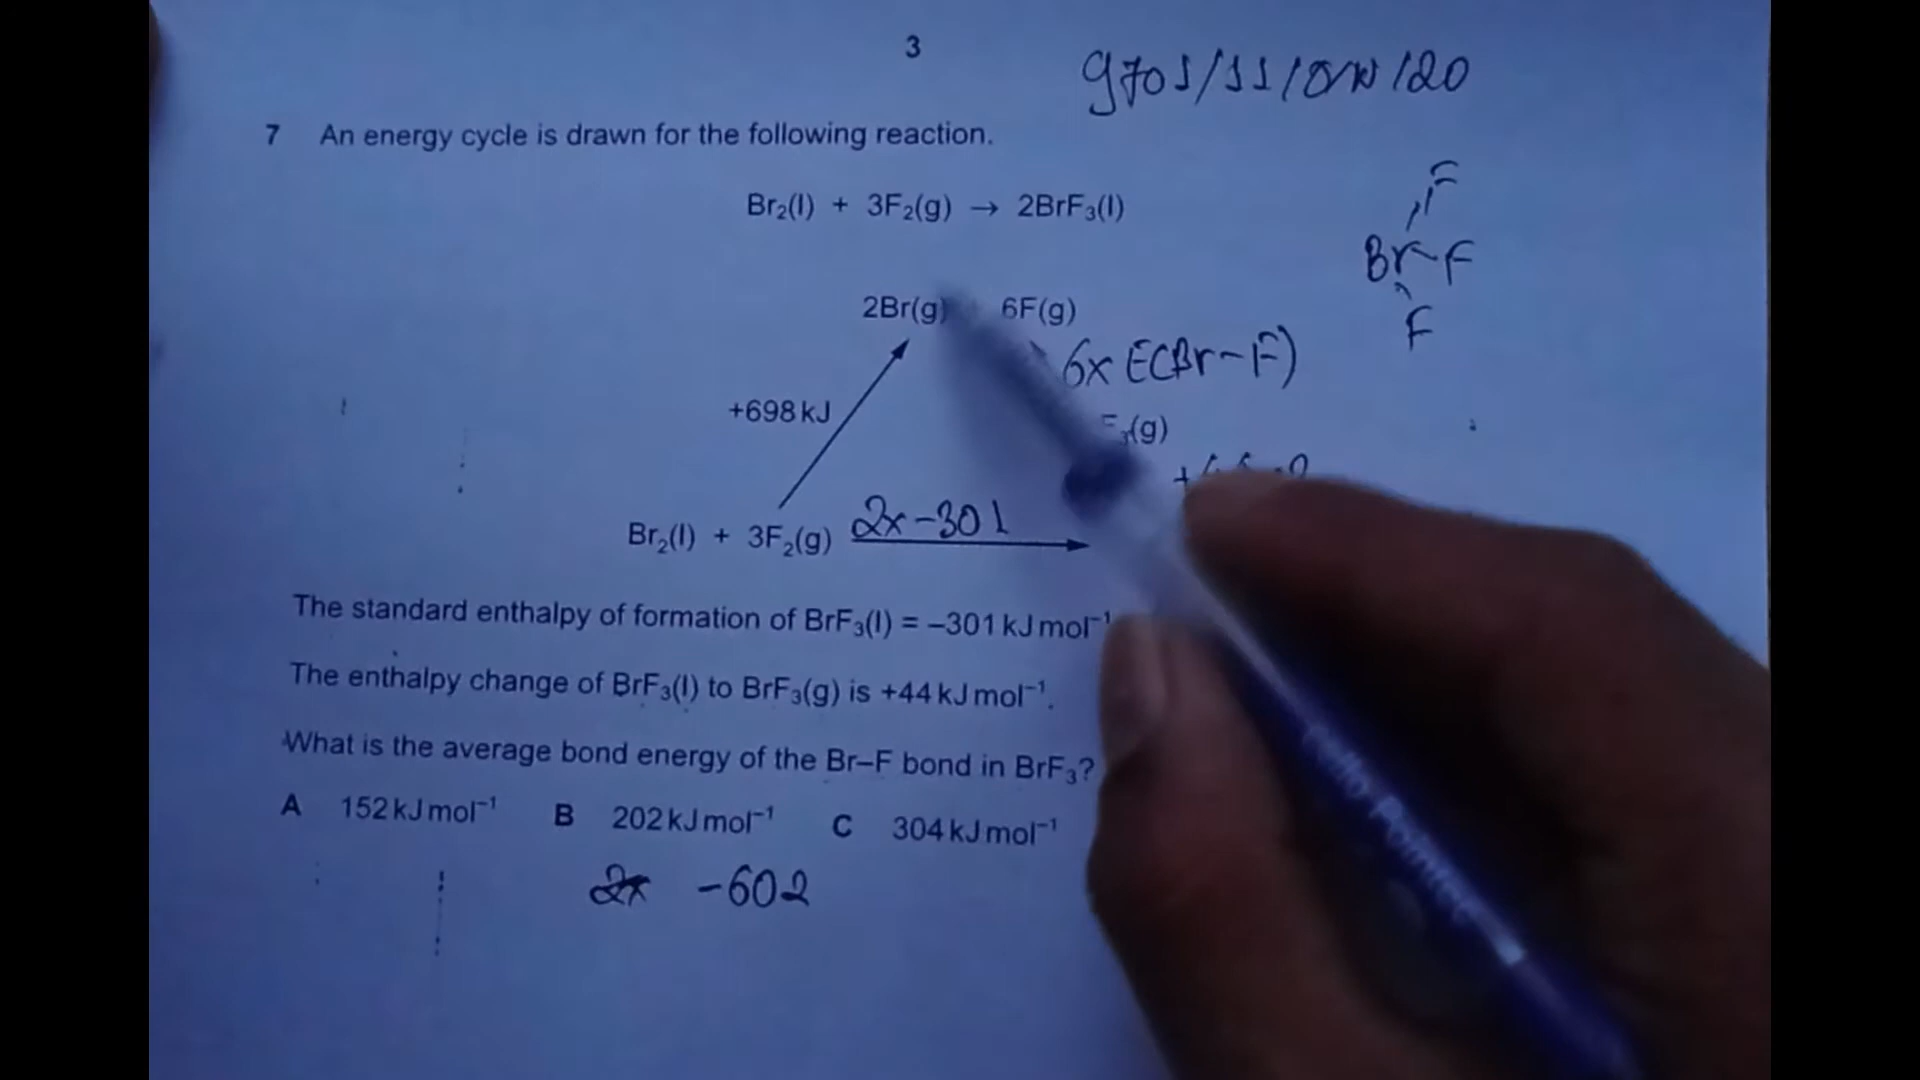 3
9701/11/ON/20
7 An energy cycle is drawn for the following reaction.
Br₂(l) + 3F₂(g) → 2BrF₃(l)
F
Br-F
F
2Br(g) 6F(g)
6x E(Br-F)
+698 kJ
F₃(g)
Br₂(l) + 3F₂(g) 2x-301
The standard enthalpy of formation of BrF₃(l) = –301 kJ mol⁻¹
The enthalpy change of BrF₃(l) to BrF₃(g) is +44 kJ mol⁻¹.
What is the average bond energy of the Br–F bond in BrF₃?
A 152 kJ mol⁻¹ B 202 kJ mol⁻¹ C 304 kJ mol⁻¹
2x -602